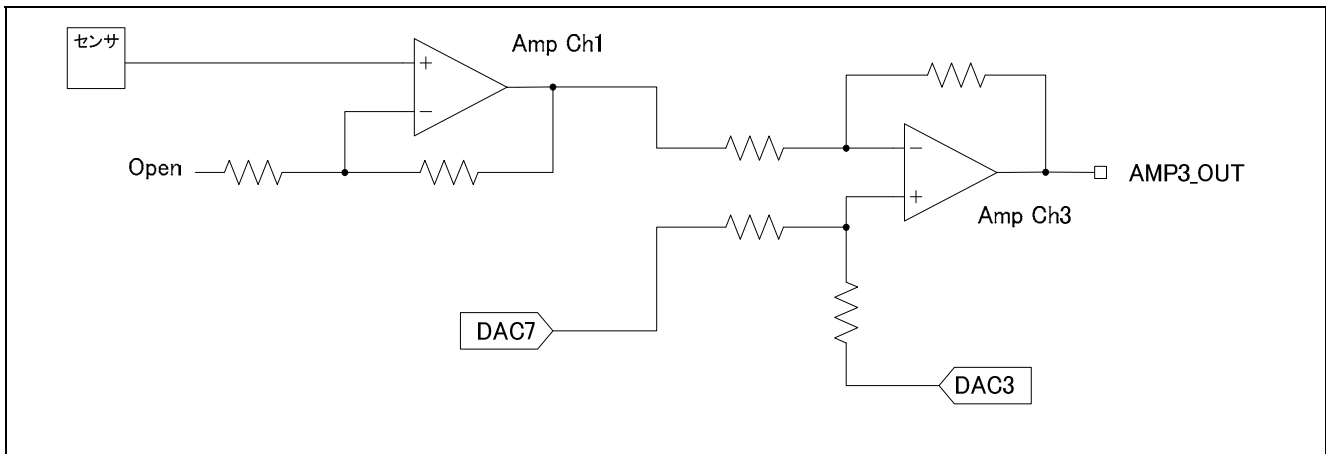 センサ
Amp Ch1
+
−
Open
−
+
AMP3_OUT
Amp Ch3
DAC7
DAC3